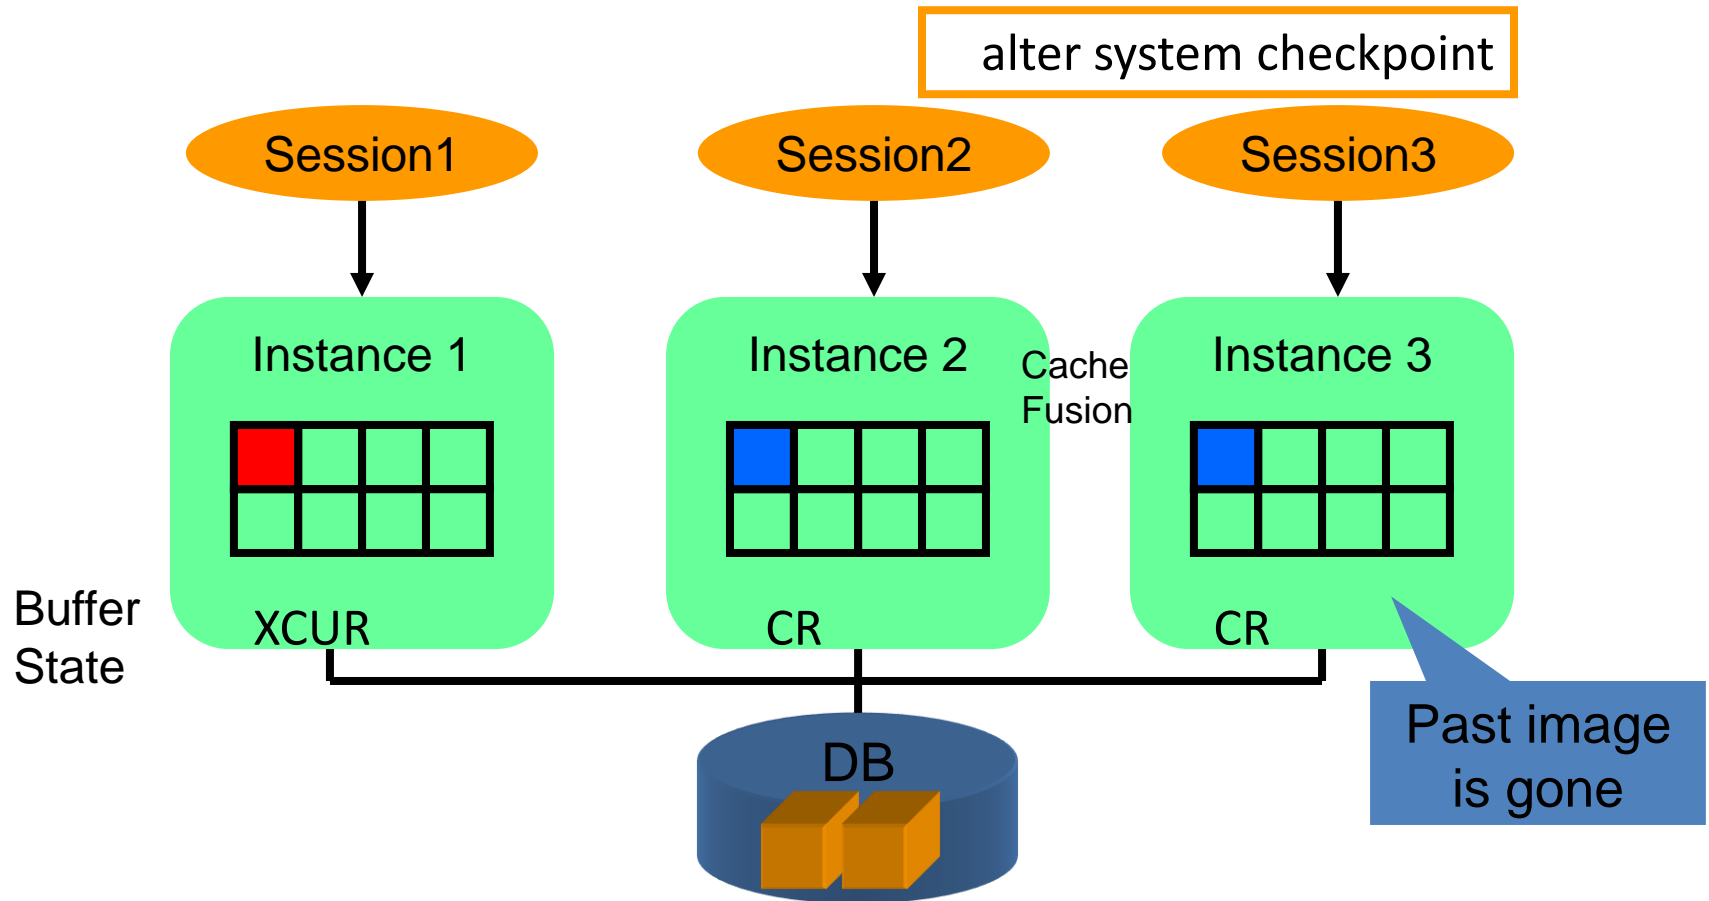 alter system checkpoint
Session1
Session2
Session3
Instance 1
Instance 2
Cache
Fusion
Instance 3
Buffer
State
XCUR
CR
CR
Past image
is gone
DB